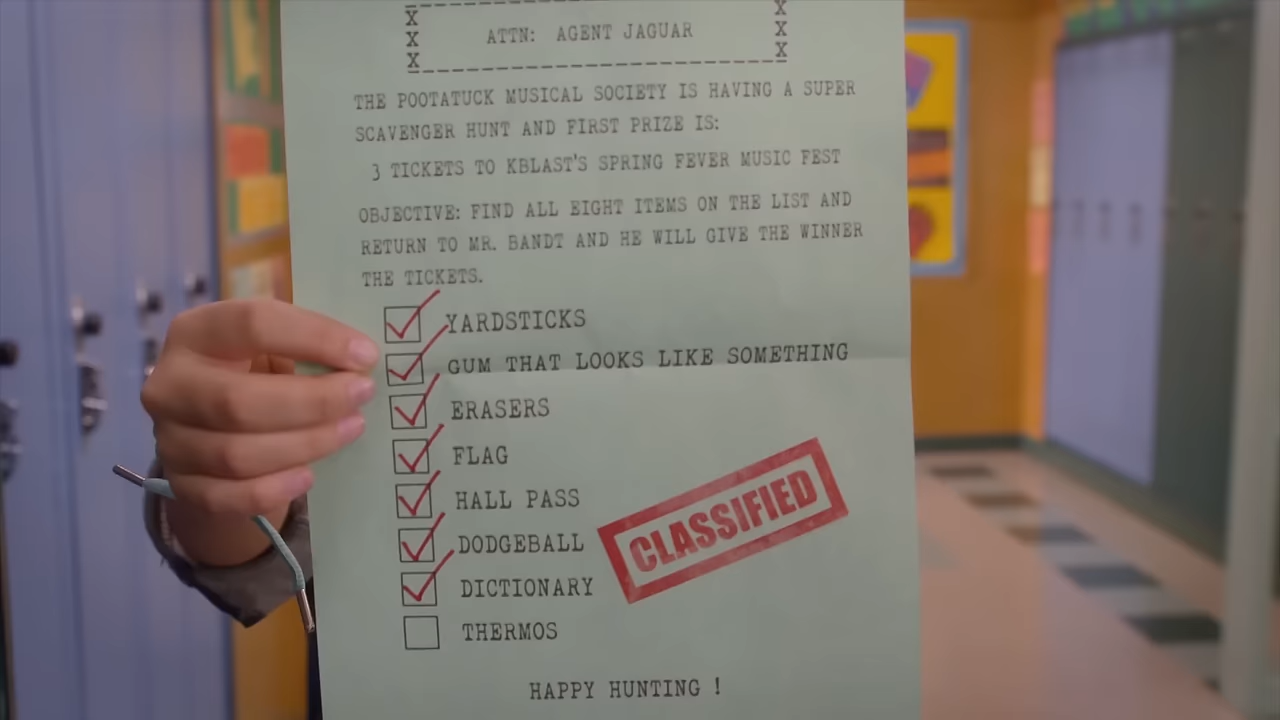 ATTN: AGENT JAGUAR
THE POOTATUCK MUSICAL SOCIETY IS HAVING A SUPER
SCAVENGER HUNT AND FIRST PRIZE IS:
3 TICKETS TO KBLAST'S SPRING FEVER MUSIC FEST
OBJECTIVE: FIND ALL EIGHT ITEMS ON THE LIST AND
RETURN TO MR. BANDT AND HE WILL GIVE THE WINNER
THE TICKETS.
YARDSTICKS
GUM THAT LOOKS LIKE SOMETHING
ERASERS
FLAG
HALL PASS
DODGEBALL
DICTIONARY
THERMOS
CLASSIFIED
HAPPY HUNTING !